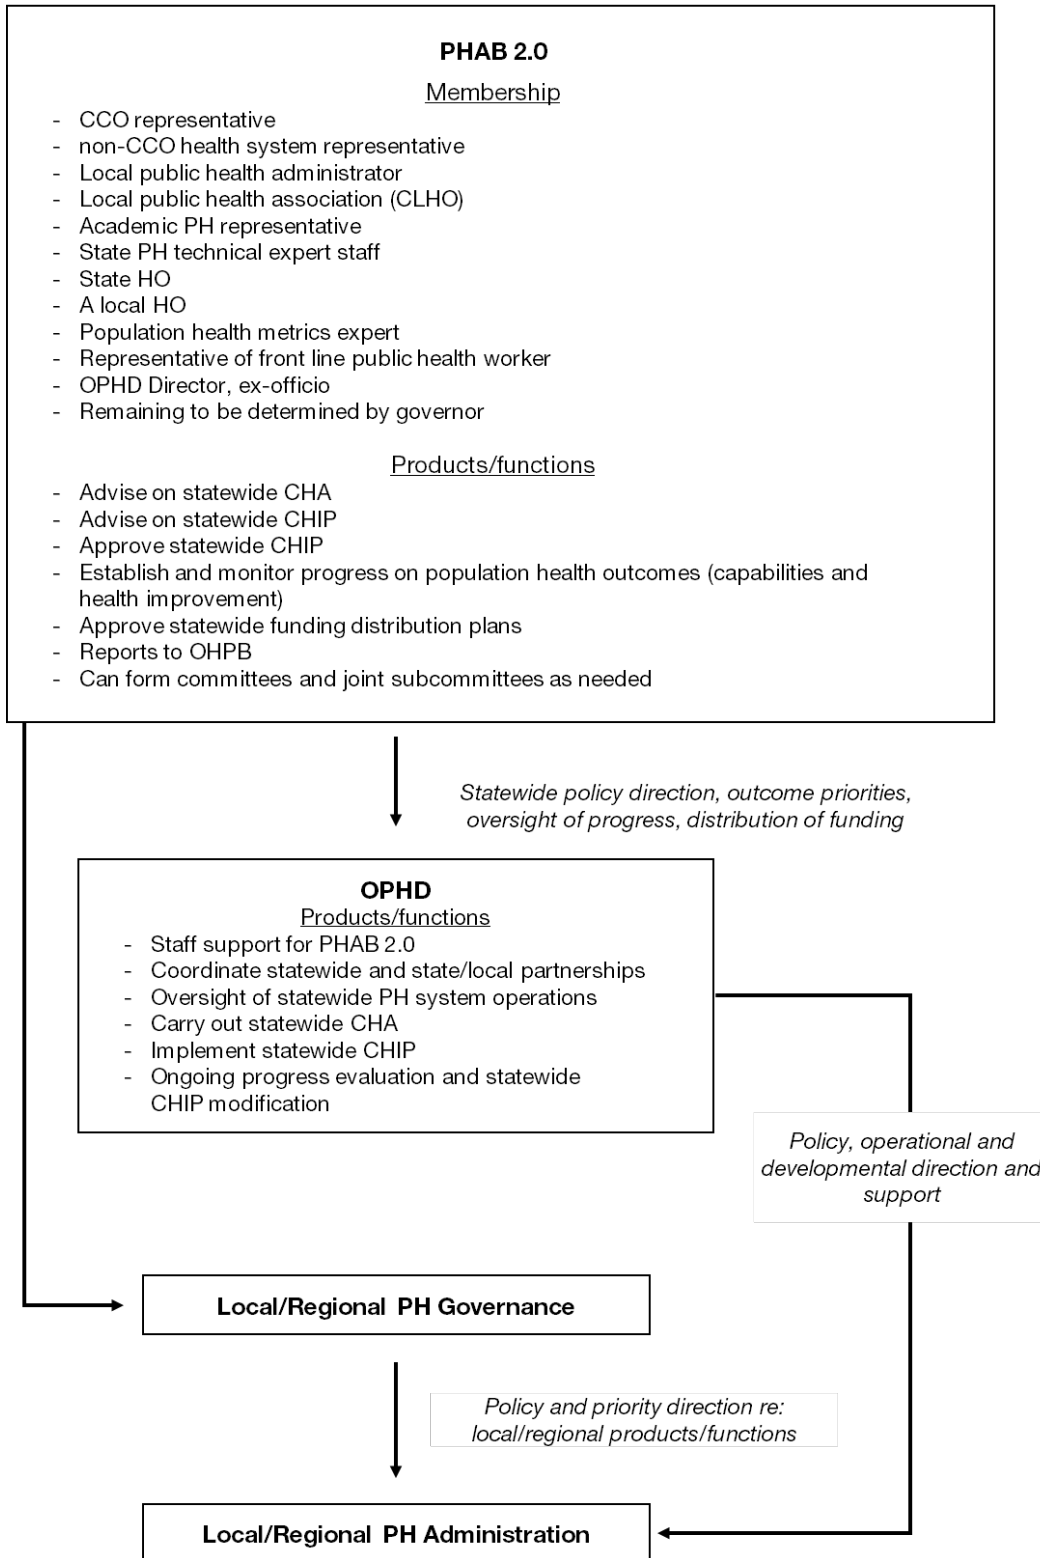 PHAB 2.0
Membership
- CCO representative
- non-CCO health system representative
- Local public health administrator
- Local public health association (CLHO)
- Academic PH representative
- State PH technical expert staff
- State HO
- A local HO
- Population health metrics expert
- Representative of front line public health worker
- OPHD Director, ex-officio
- Remaining to be determined by governor
Products/functions
- Advise on statewide CHA
- Advise on statewide CHIP
- Approve statewide CHIP
- Establish and monitor progress on population health outcomes (capabilities and
health improvement)
- Approve statewide funding distribution plans
- Reports to OHPB
- Can form committees and joint subcommittees as needed
Statewide policy direction, outcome priorities,
oversight of progress, distribution of funding
OPHD
Products/functions
- Staff support for PHAB 2.0
- Coordinate statewide and state/local partnerships
- Oversight of statewide PH system operations
- Carry out statewide CHA
- Implement statewide CHIP
- Ongoing progress evaluation and statewide
CHIP modification
Policy, operational and
developmental direction and
support
Local/Regional PH Governance
Policy and priority direction re:
local/regional products/functions
Local/Regional PH Administration